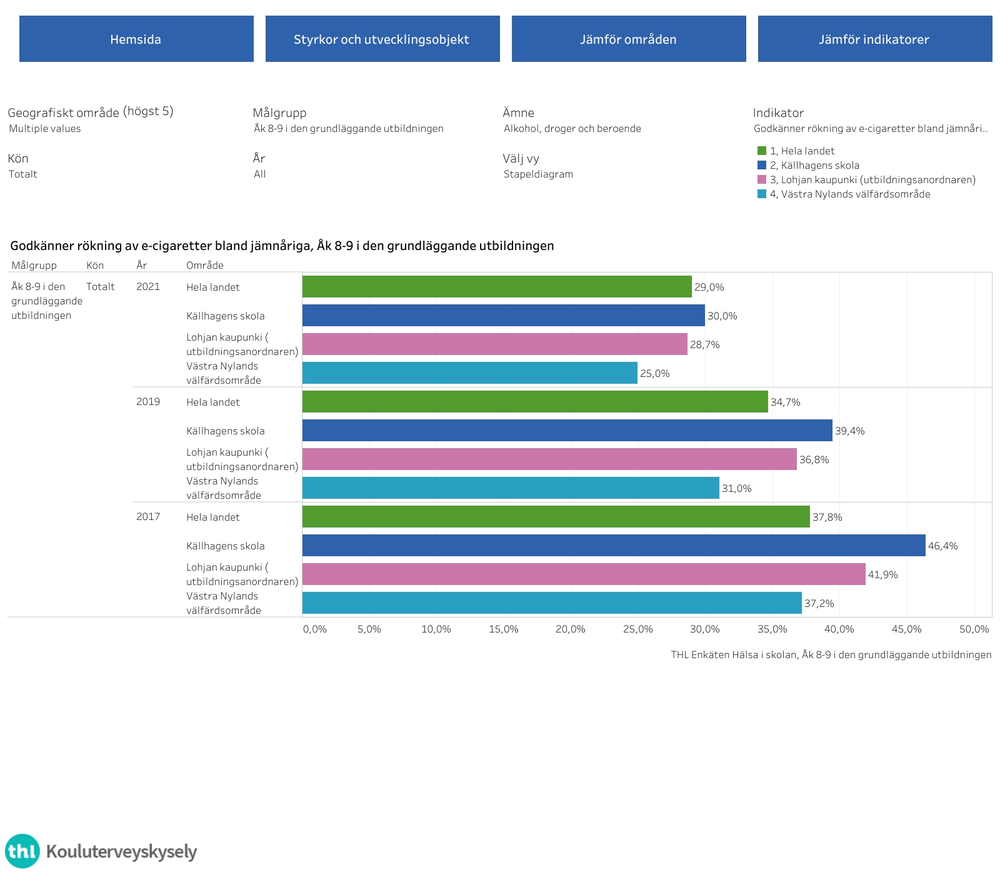 Hemsida
Styrkor och utvecklingsobjekt
Jämför områden
Jämför indikatorer
Geografiskt område (högst 5)
Multiple values
Målgrupp
Åk 8-9 i den grundläggande utbildningen
Ämne
Alkohol, droger och beroende
Indikator
Godkänner rökning av e-cigaretter bland jämnåri..
Kön
Totalt
År
All
Välj vy
Stapeldiagram
1, Hela landet
2, Källhagens skola
3, Lohjan kaupunki (utbildningsanordnaren)
4, Västra Nylands välfärdsområde
Godkänner rökning av e-cigaretter bland jämnåriga, Åk 8-9 i den grundläggande utbildningen
Målgrupp
Kön
År
Område
Åk 8-9 i den
grundläggande
utbildningen
Totalt
2021
Hela landet
29,0%
Källhagens skola
30,0%
Lohjan kaupunki (
utbildningsanordnaren)
28,7%
Västra Nylands
välfärdsområde
25,0%
2019
Hela landet
34,7%
Källhagens skola
39,4%
Lohjan kaupunki (
utbildningsanordnaren)
36,8%
Västra Nylands
välfärdsområde
31,0%
2017
Hela landet
37,8%
Källhagens skola
46,4%
Lohjan kaupunki (
utbildningsanordnaren)
41,9%
Västra Nylands
välfärdsområde
37,2%
0,0%
5,0%
10,0%
15,0%
20,0%
25,0%
30,0%
35,0%
40,0%
45,0%
50,0%
THL Enkäten Hälsa i skolan, Åk 8-9 i den grundläggande utbildningen
thl Kouluterveyskysely